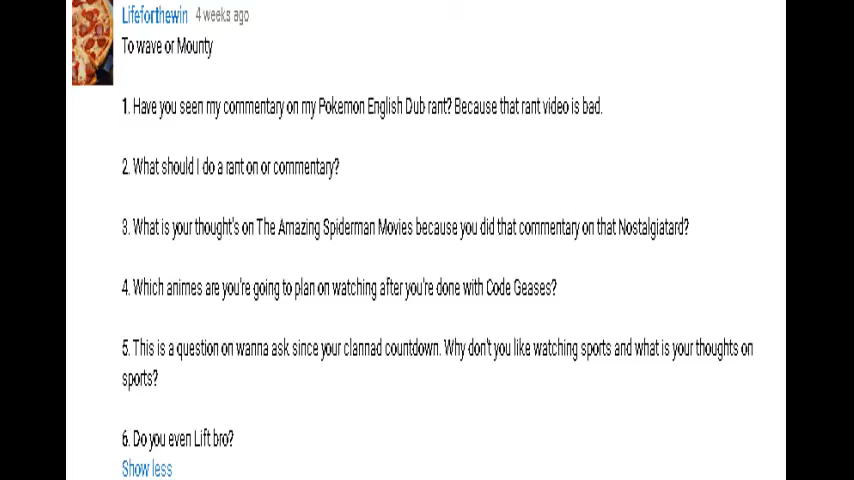 Lifeforthewin 4 weeks ago
To wave or Mounty
1. Have you seen my commentary on my Pokemon English Dub rant? Because that rant video is bad.
2. What should I do a rant on or commentary?
3. What is your thought's on The Amazing Spiderman Movies because you did that commentary on that Nostalgiatard?
4. Which animes are you're going to plan on watching after you're done with Code Geases?
5. This is a question on wanna ask since your clannad countdown. Why don't you like watching sports and what is your thoughts on
sports?
6. Do you even Lift bro?
Show less